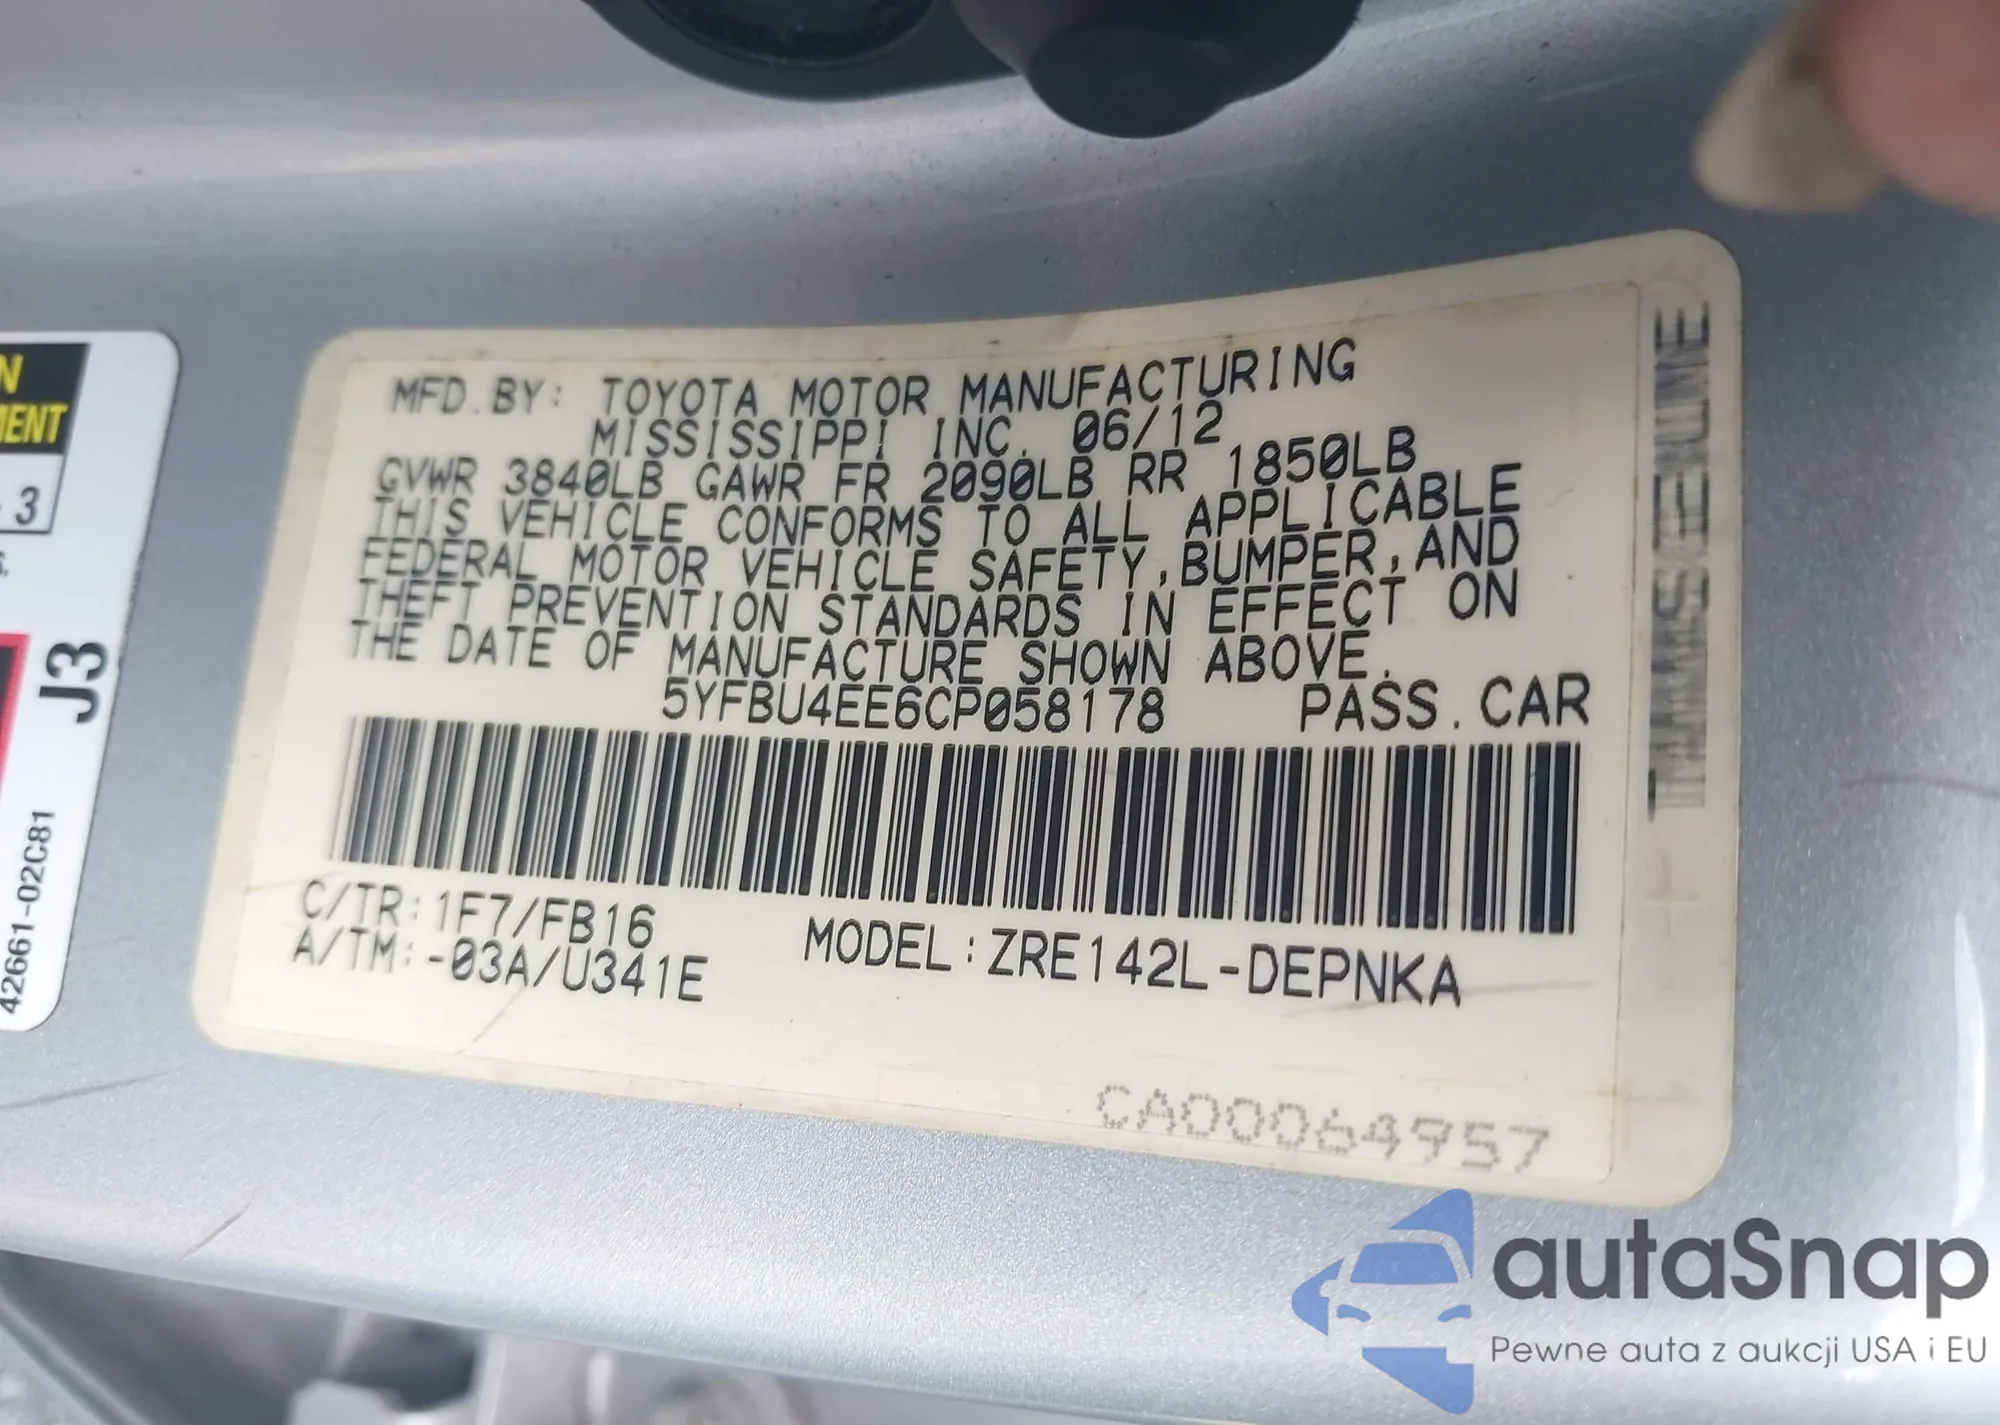 N
MENT
3
S.
J3
42661-02C81
MFD.BY: TOYOTA MOTOR MANUFACTURING
MISSISSIPPI INC. 06/12
GVWR 3840LB GAWR FR 2090LB RR 1850LB
THIS VEHICLE CONFORMS TO ALL APPLICABLE
FEDERAL MOTOR VEHICLE SAFETY,BUMPER,AND
THEFT PREVENTION STANDARDS IN EFFECT ON
THE DATE OF MANUFACTURE SHOWN ABOVE.
5YFBU4EE6CP058178 PASS.CAR
C/TR:1F7/FB16
A/TM:-03A/U341E
MODEL:ZRE142L-DEPNKA
CA00064957
autaSnap
Pewne auta z aukcji USA i EU